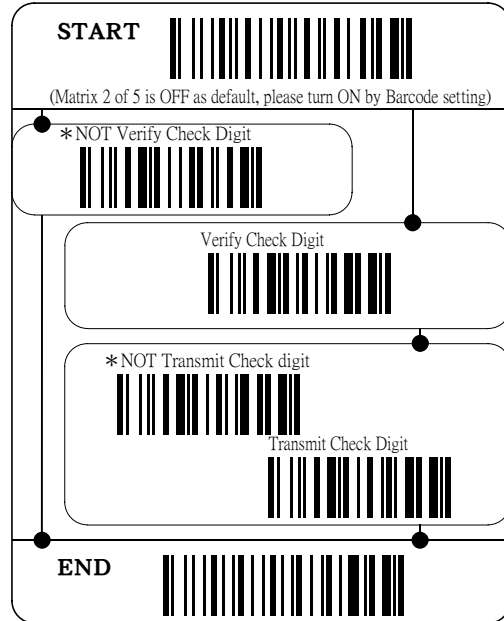 START
(Matrix 2 of 5 is OFF as default, please turn ON by Barcode setting)
*NOT Verify Check Digit
Verify Check Digit
*NOT Transmit Check digit
Transmit Check Digit
END